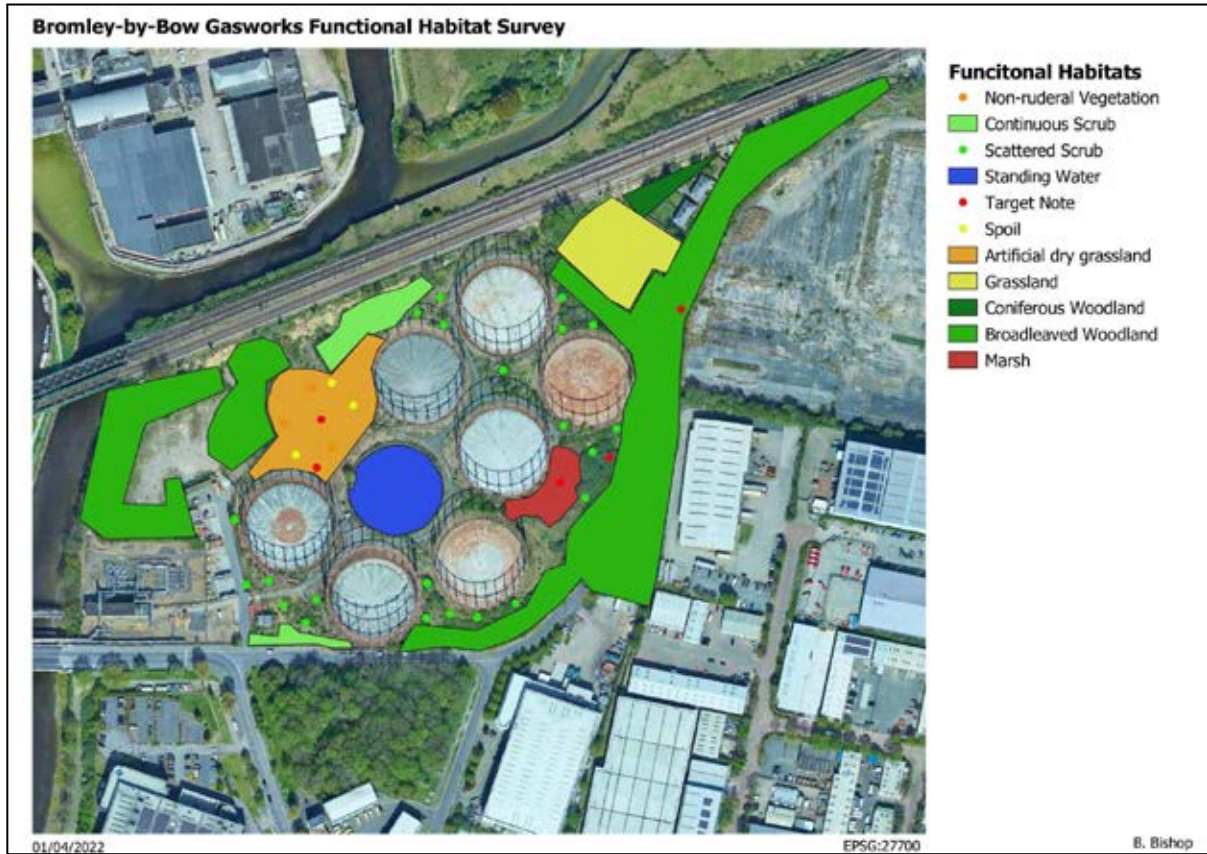 Bromley-by-Bow Gasworks Functional Habitat Survey
Funcitonal Habitats
Non-ruderal Vegetation
Continuous Scrub
Scattered Scrub
Standing Water
Target Note
Spoil
Artificial dry grassland
Grassland
Coniferous Woodland
Broadleaved Woodland
Marsh
01/04/2022
EPSG:27700
B. Bishop